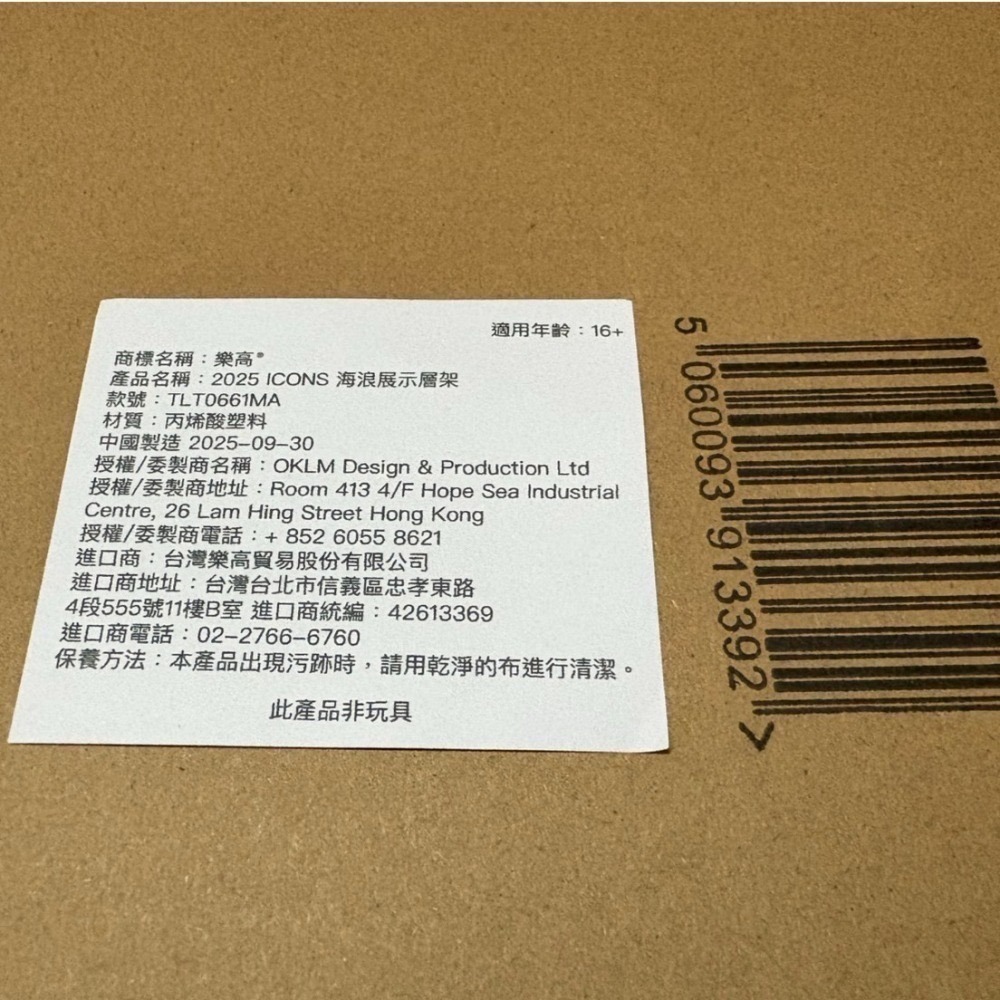 適用年齡：16+
商標名稱：樂高®
產品名稱：2025 ICONS 海浪展示層架
款號：TLT0661MA
材質：丙烯酸塑料
中國製造 2025-09-30
授權/委製商名稱：OKLM Design & Production Ltd
授權/委製商地址：Room 413 4/F Hope Sea Industrial
Centre, 26 Lam Hing Street Hong Kong
授權/委製商電話：+ 852 6055 8621
進口商：台灣樂高貿易股份有限公司
進口商地址：台灣台北市信義區忠孝東路
4段555號11樓B室 進口商統編：42613369
進口商電話：02-2766-6760
保養方法：本產品出現污跡時，請用乾淨的布進行清潔。
此產品非玩具
5 060093 913392 >